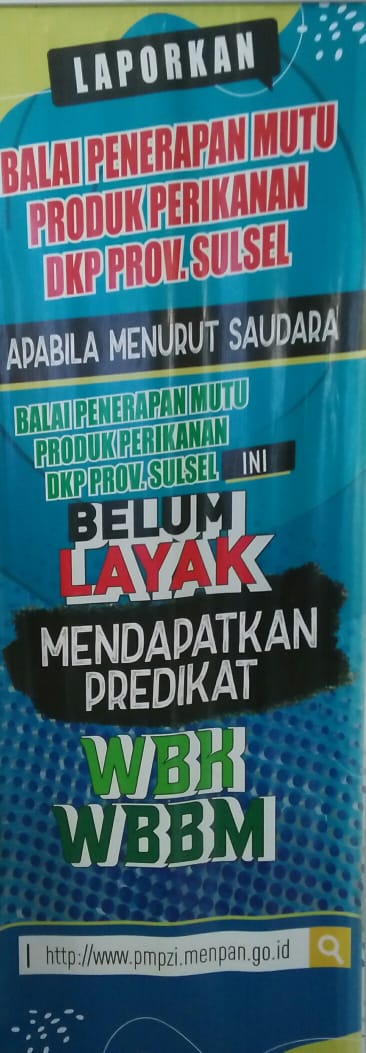 LAPORKAN
BALAI PENERAPAN MUTU
PRODUK PERIKANAN
DKP PROV. SULSEL
APABILA MENURUT SAUDARA
BALAI PENERAPAN MUTU
PRODUK PERIKANAN
DKP PROV. SULSEL INI
BELUM
LAYAK
MENDAPATKAN
PREDIKAT
WBK
WBBM
http://www.pmpzi.menpan.go.id